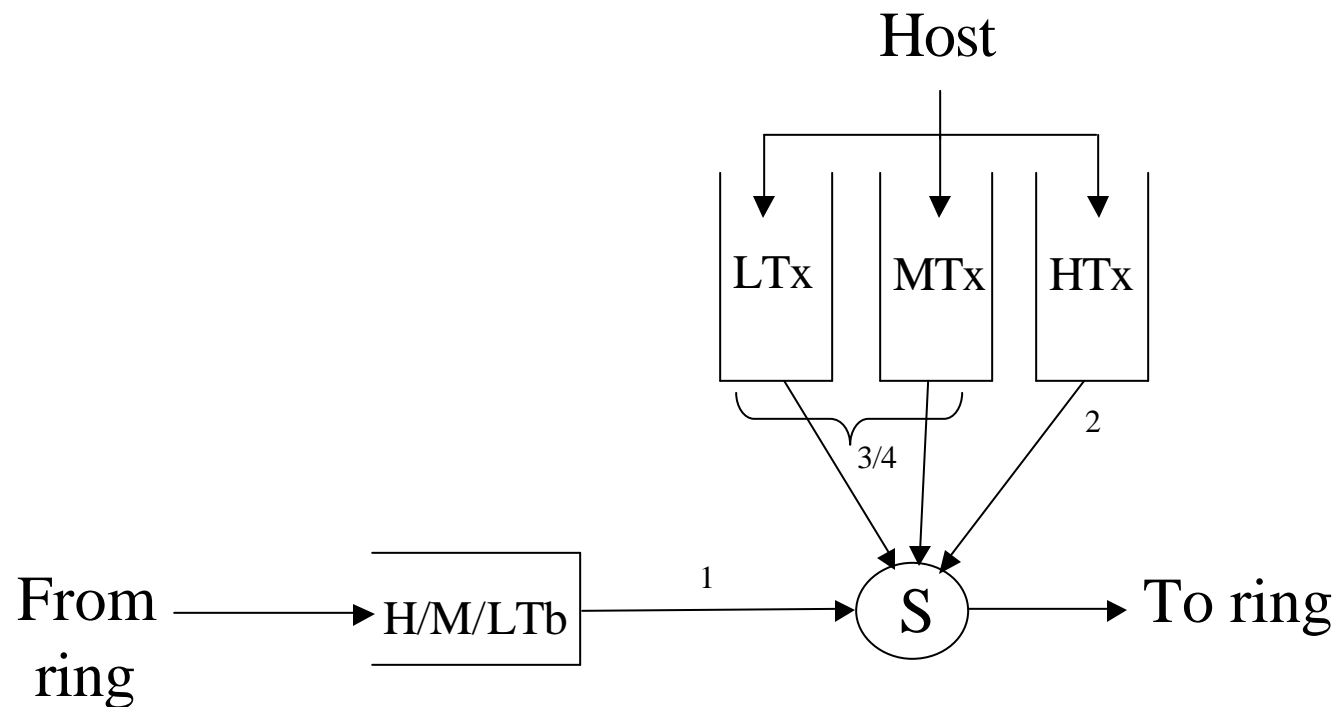 Host
LTx
MTx
HTx
2
3/4
1
From
ring
H/M/LTb
S
To ring